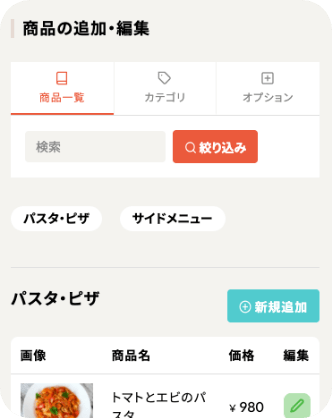 商品の追加・編集
商品一覧 カテゴリ オプション
検索 絞り込み
パスタ・ピザ サイドメニュー
パスタ・ピザ 新規追加
画像 商品名 価格 編集
トマトとエビのパ
スタ ¥ 980